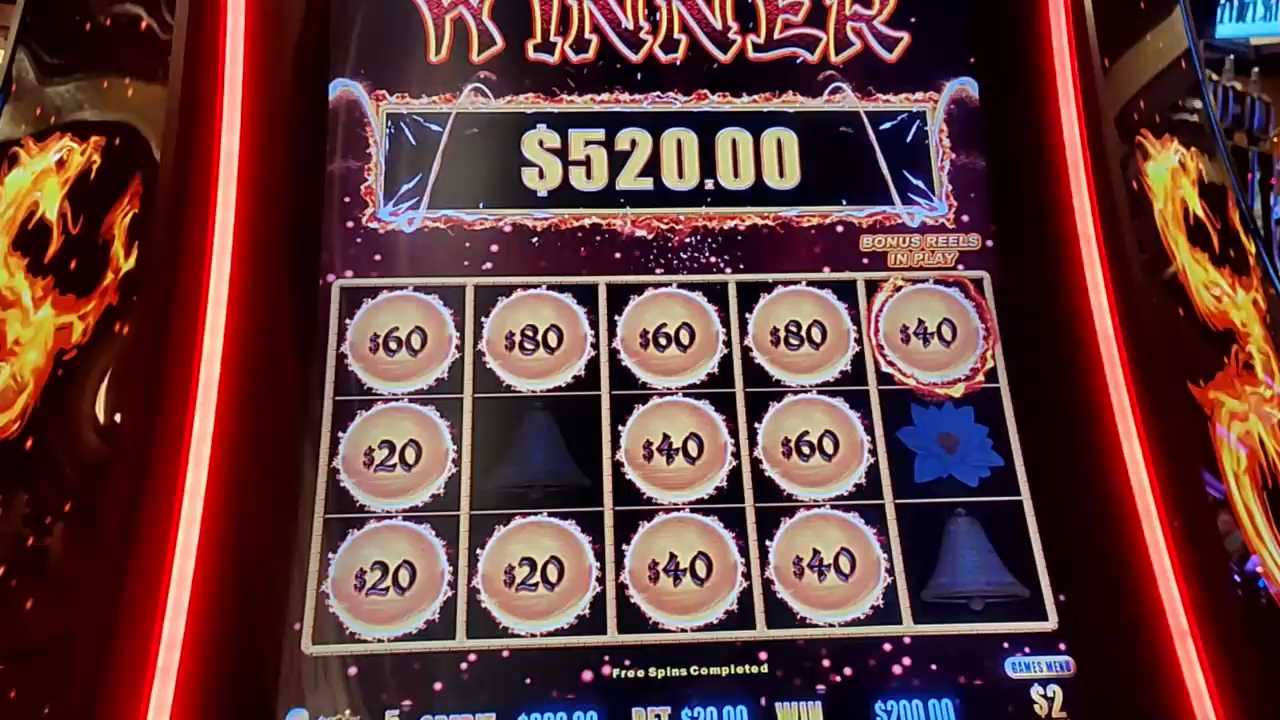 WINNER
$520.00
BONUS REELS
IN PLAY
$60 $80 $60 $80 $40
$20 $40 $60
$20 $20 $40 $40
Free Spins Completed
GAMES MENU
$2
CREDIT BET $20.00 WIN $200.00